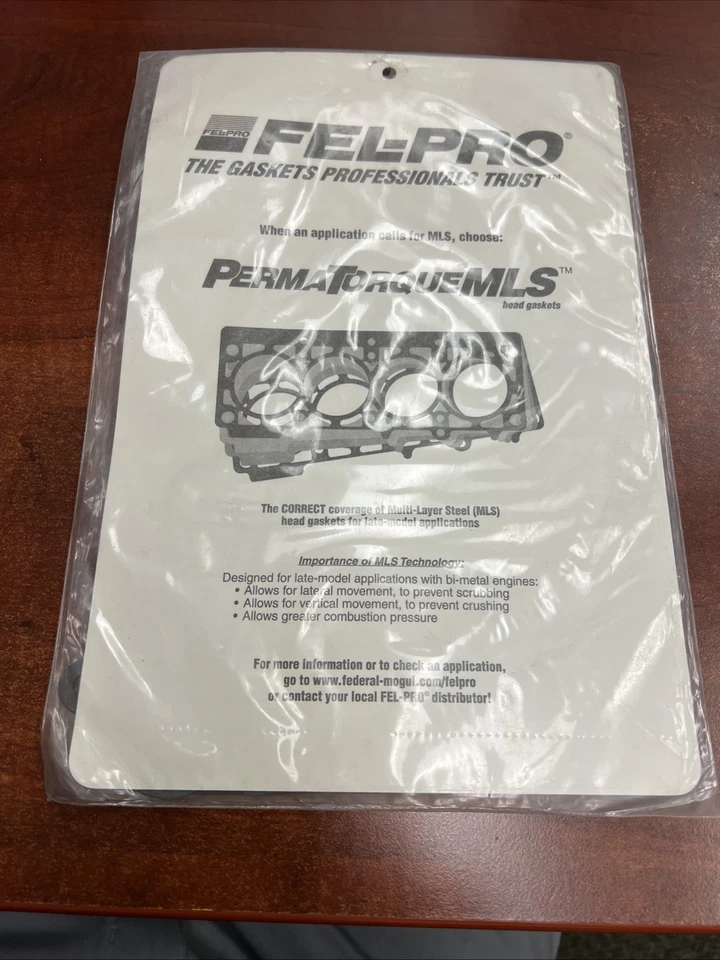 FEL-PRO
FEL-PRO®
THE GASKETS PROFESSIONALS TRUST™
When an application calls for MLS, choose:
PERMATORQUEMLS™
head gaskets
The CORRECT coverage of Multi-Layer Steel (MLS)
head gaskets for late-model applications
Importance of MLS Technology:
Designed for late-model applications with bi-metal engines:
• Allows for lateral movement, to prevent scrubbing
• Allows for vertical movement, to prevent crushing
• Allows greater combustion pressure
For more information or to check an application,
go to www.federal-mogul.com/felpro
or contact your local FEL-PRO® distributor!